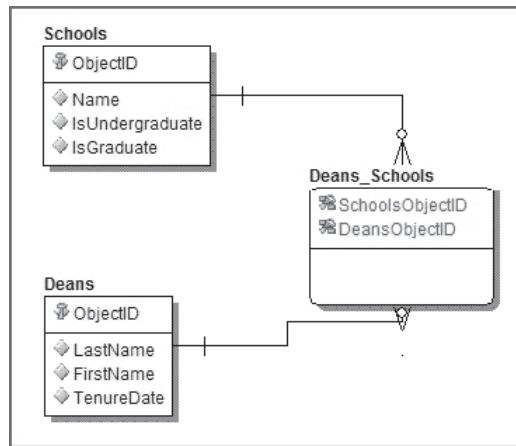 Schools
ObjectID
Name
IsUndergraduate
IsGraduate
Deans_Schools
SchoolsObjectID
DeansObjectID
Deans
ObjectID
LastName
FirstName
TenureDate